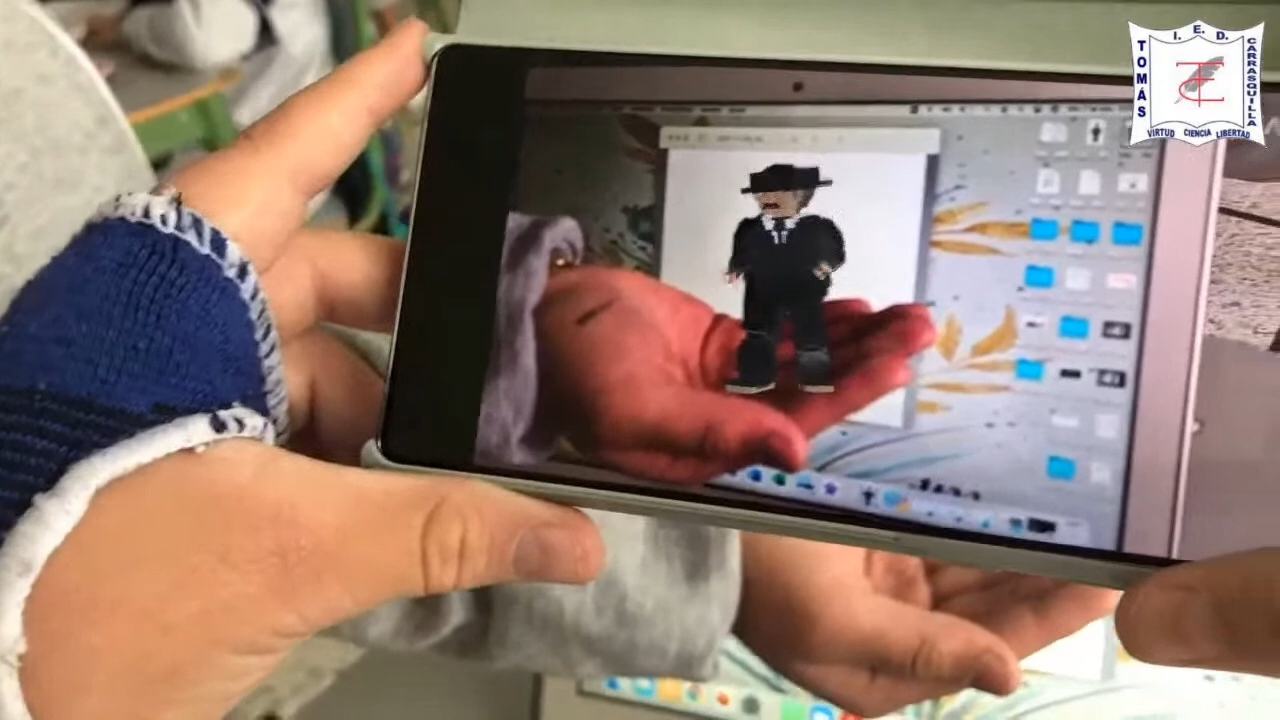 I. E. D.
TOMÁS
CARRASQUILLA
VIRTUD CIENCIA LIBERTAD